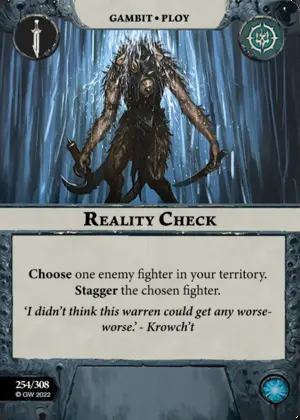 GAMBIT • PLOY
REALITY CHECK
Choose one enemy fighter in your territory.
Stagger the chosen fighter.
'I didn't think this warren could get any worse-
worse.' - Krowch't
254/308
© GW 2022